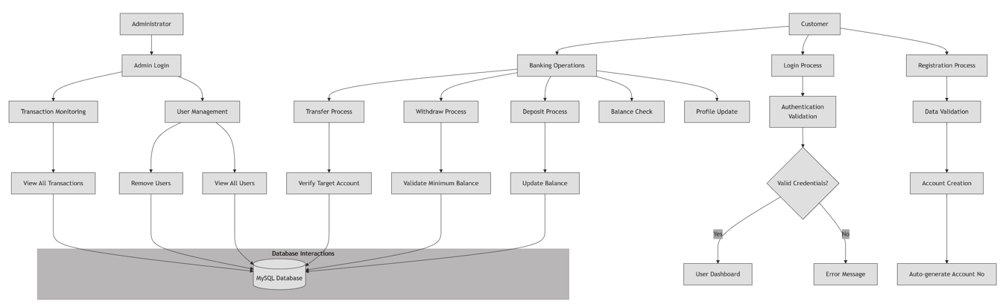 Administrator
Customer
Admin Login
Banking Operations
Login Process
Registration Process
Transaction Monitoring
User Management
Transfer Process
Withdraw Process
Deposit Process
Balance Check
Profile Update
Authentication
Validation
Data Validation
View All Transactions
Remove Users
View All Users
Verify Target Account
Validate Minimum Balance
Update Balance
Valid Credentials?
Account Creation
Yes
No
Database Interactions
MySQL Database
User Dashboard
Error Message
Auto-generate Account No